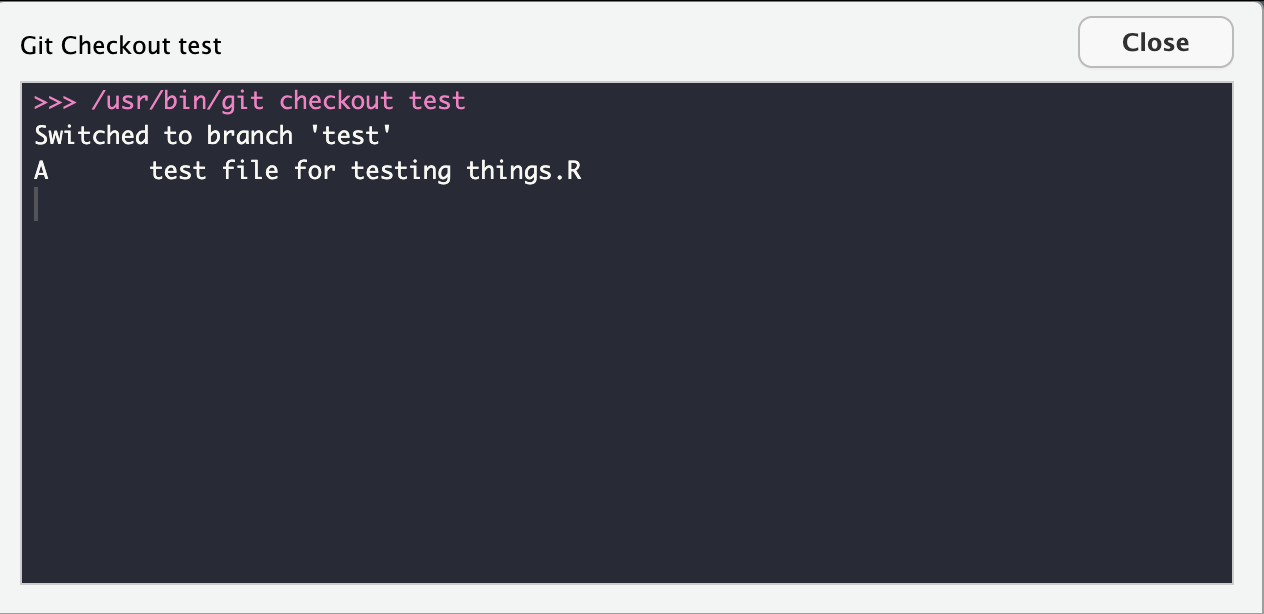 Git Checkout test
Close
>>> /usr/bin/git checkout test
Switched to branch 'test'
A       test file for testing things.R